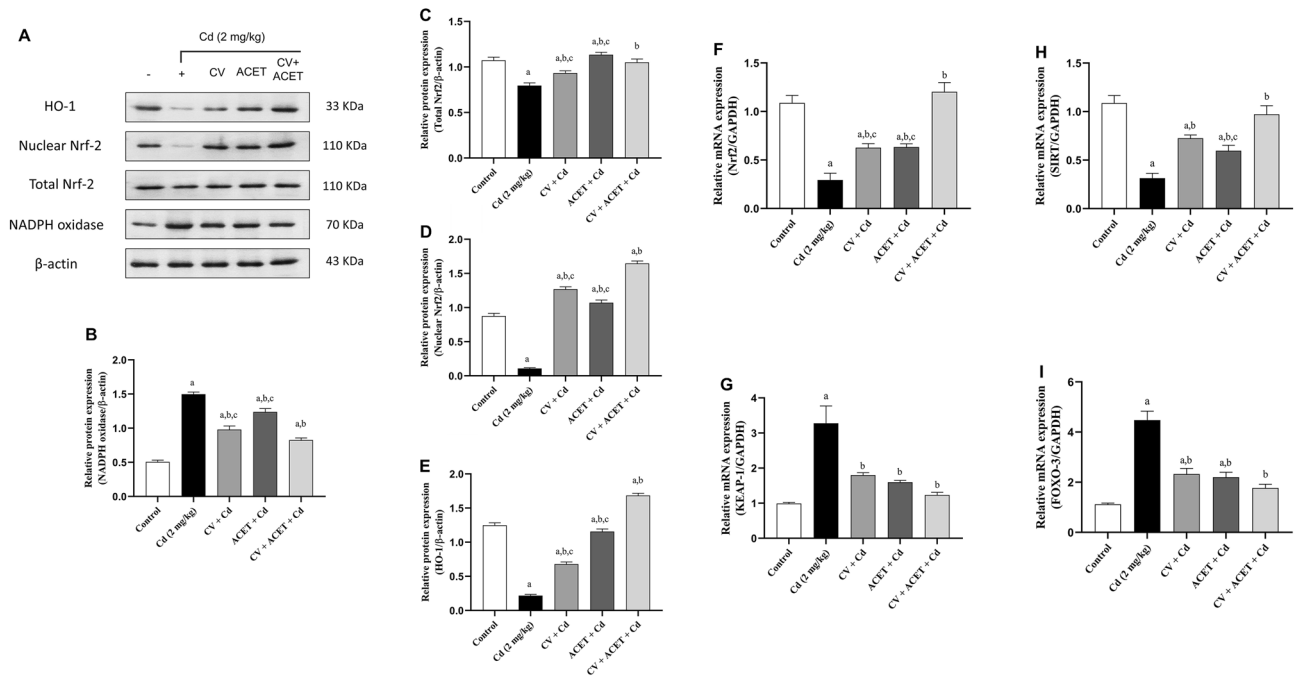 A
Cd (2 mg/kg)
- + CV ACET CV+
ACET
HO-1 33 KDa
Nuclear Nrf-2 110 KDa
Total Nrf-2 110 KDa
NADPH oxidase 70 KDa
β-actin 43 KDa
B
Relative protein expression
(NADPH oxidase/β-actin)
2.0
1.5
1.0
0.5
0.0
a
a,b,c
a,b,c
a,b
Control
Cd (2 mg/kg)
CV + Cd
ACET + Cd
CV + ACET + Cd
C
Relative protein expression
(Total Nrf2/β-actin)
1.5
1.0
0.5
0.0
a
a,b,c
a,b,c
b
Control
Cd (2 mg/kg)
CV + Cd
ACET + Cd
CV + ACET + Cd
D
Relative protein expression
(Nuclear Nrf2/β-actin)
2.0
1.5
1.0
0.5
0.0
a
a,b,c
a,b,c
a,b
Control
Cd (2 mg/kg)
CV + Cd
ACET + Cd
CV + ACET + Cd
E
Relative protein expression
(HO-1/β-actin)
2.0
1.5
1.0
0.5
0.0
a
a,b,c
a,b,c
a,b
Control
Cd (2 mg/kg)
CV + Cd
ACET + Cd
CV + ACET + Cd
F
Relative mRNA expression
(Nrf2/GAPDH)
1.5
1.0
0.5
0.0
a
a,b,c
a,b,c
b
Control
Cd (2 mg/kg)
CV + Cd
ACET + Cd
CV + ACET + Cd
G
Relative mRNA expression
(KEAP-1/GAPDH)
4
3
2
1
0
a
b
b
b
Control
Cd (2 mg/kg)
CV + Cd
ACET + Cd
CV + ACET + Cd
H
Relative mRNA expression
(SIRT/GAPDH)
1.5
1.0
0.5
0.0
a
a,b
a,b,c
b
Control
Cd (2 mg/kg)
CV + Cd
ACET + Cd
CV + ACET + Cd
I
Relative mRNA expression
(FOXO-3/GAPDH)
6
4
2
0
a
a,b
a,b
b
Control
Cd (2 mg/kg)
CV + Cd
ACET + Cd
CV + ACET + Cd